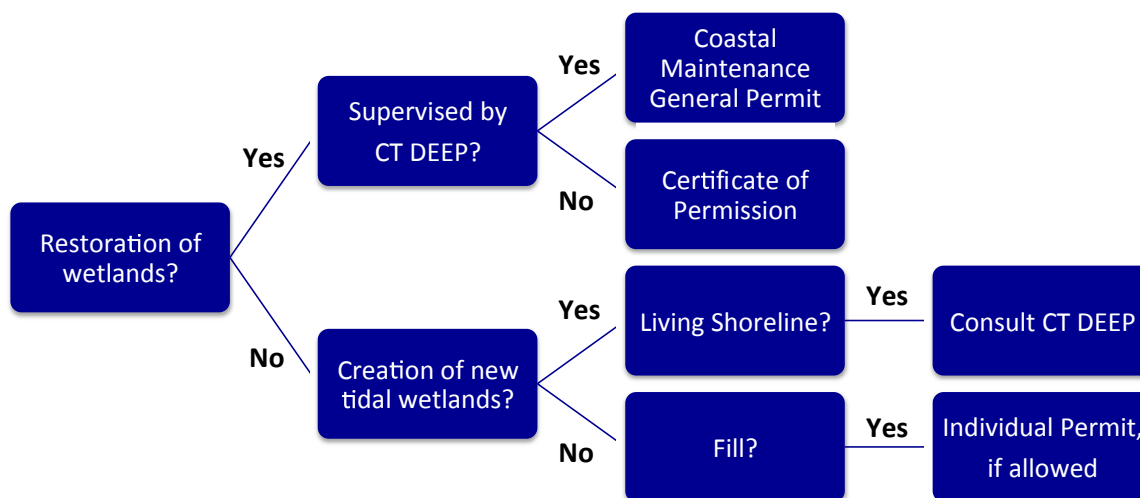 Restoration of
wetlands?
Yes
No
Supervised by
CT DEEP?
Yes
No
Coastal
Maintenance
General Permit
Certificate of
Permission
Creation of new
tidal wetlands?
Yes
No
Living Shoreline?
Yes
Consult CT DEEP
Fill?
Yes
Individual Permit,
if allowed